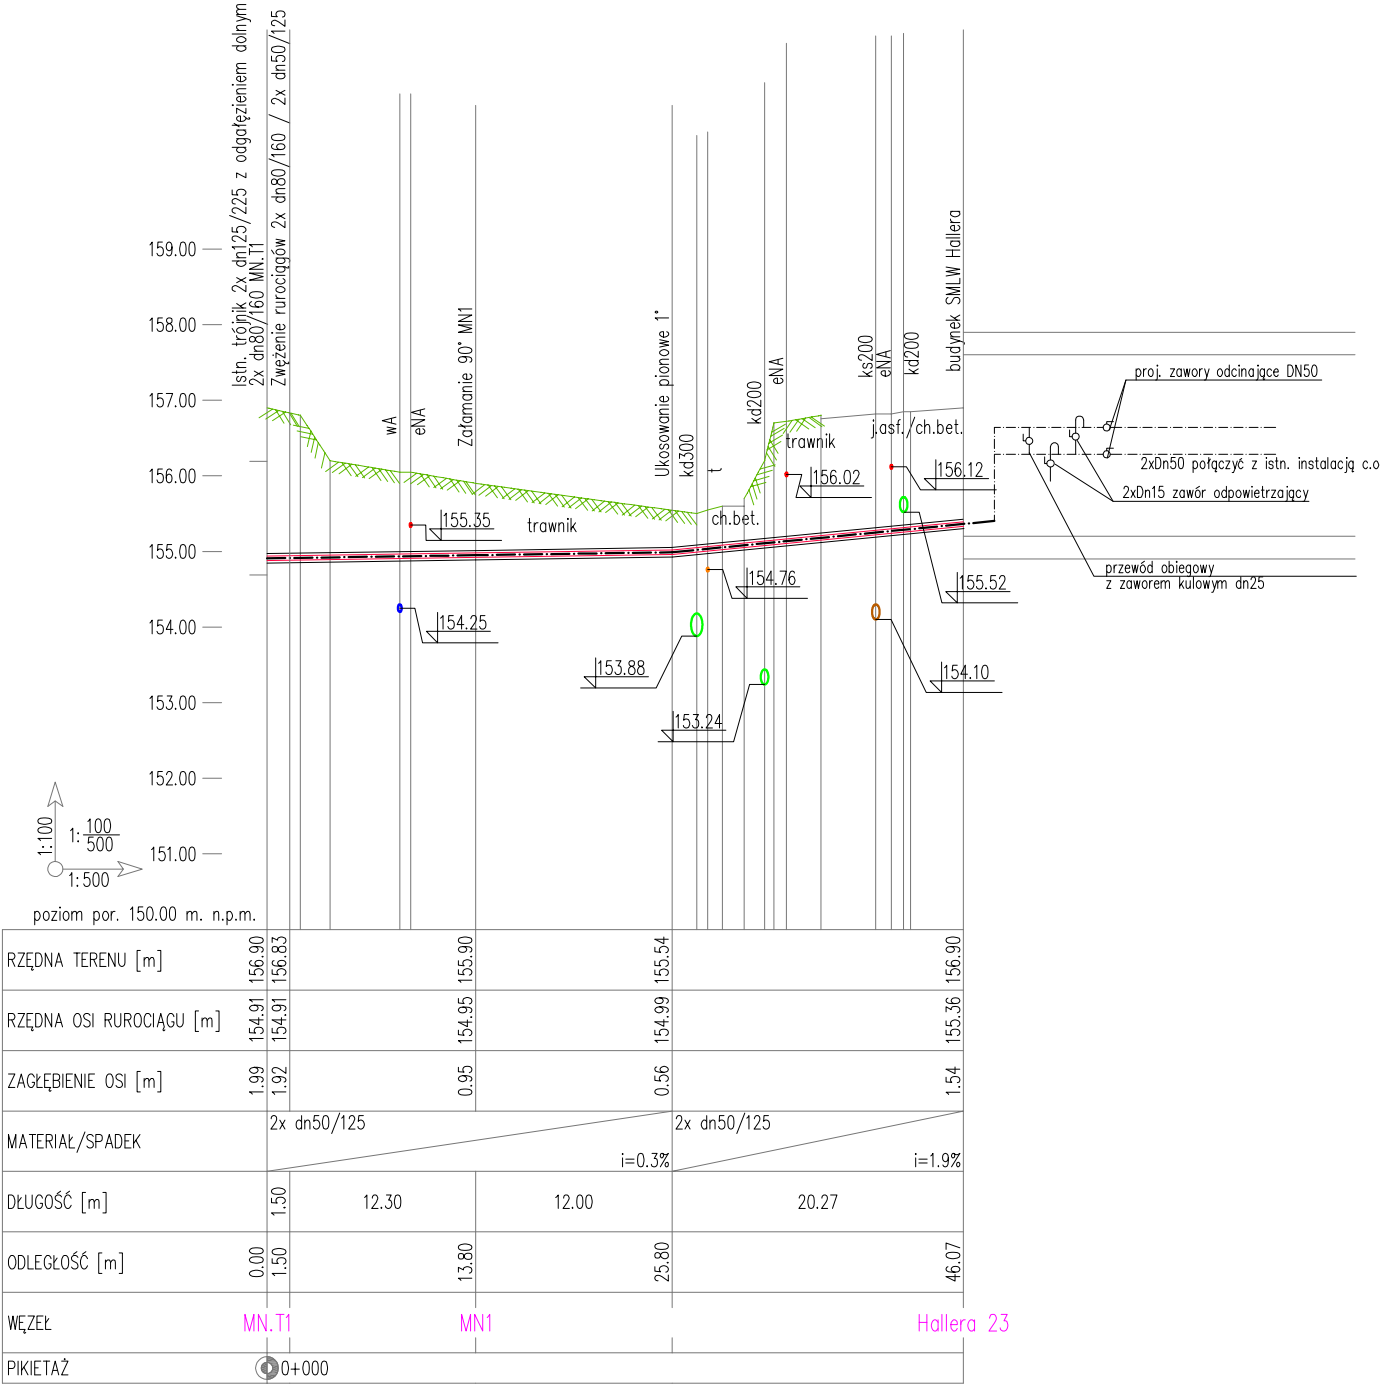 Istn. trójnik 2x dn125/225 z odgałęzieniem dolnym
2x dn80/160 MN.T1
Zwężenie rurociągów 2x dn80/160 / 2x dn50/125
wA
eNA
Załamanie 90° MN1
Ukosowanie pionowe 1°
kd300
t
kd200
eNA
ks200
eNA
kd200
budynek SMLW Hallera
159.00
158.00
157.00
156.00
155.00
154.00
153.00
152.00
151.00
proj. zawory odcinające DN50
2xDn50 połączyć z istn. instalacją c.o
2xDn15 zawór odpowietrzający
przewód obiegowy
z zaworem kulowym dn25
trawnik
j.asf./ch.bet.
trawnik
ch.bet.
156.02
156.12
155.35
154.76
155.52
154.25
153.88
154.10
153.24
1:100
1:100/500
1:500
poziom por. 150.00 m. n.p.m.
RZĘDNA TERENU [m] 156.90 156.83 155.90 155.54 156.90
RZĘDNA OSI RUROCIĄGU [m] 154.91 154.91 154.95 154.99 155.36
ZAGŁĘBIENIE OSI [m] 1.99 1.92 0.95 0.56 1.54
MATERIAŁ/SPADEK 2x dn50/125 i=0.3% 2x dn50/125 i=1.9%
DŁUGOŚĆ [m] 1.50 12.30 12.00 20.27
ODLEGŁOŚĆ [m] 0.00 1.50 13.80 25.80 46.07
WĘZEŁ MN.T1 MN1 Hallera 23
PIKIETAŻ 0+000